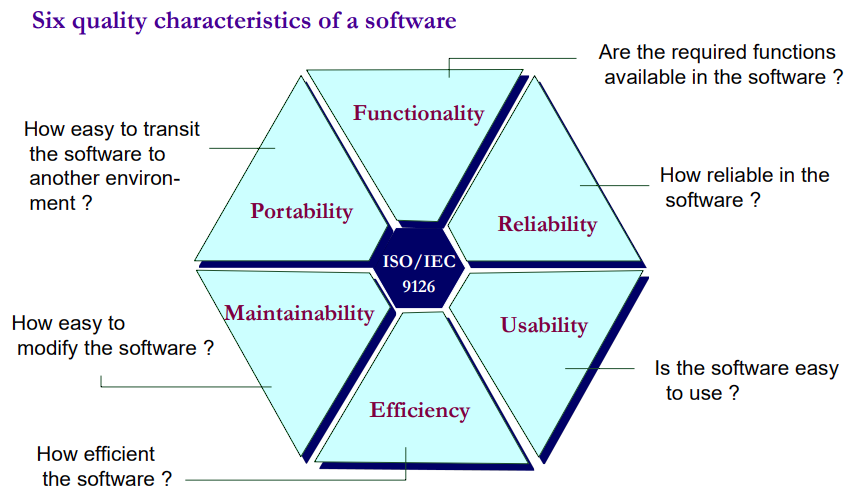 Six quality characteristics of a software
Are the required functions
available in the software ?
Functionality
How easy to transit
the software to
another environ-
ment ?
Portability
How reliable in the
software ?
Reliability
ISO/IEC
9126
Maintainability
How easy to
modify the software ?
Usability
Is the software easy
to use ?
Efficiency
How efficient
the software ?